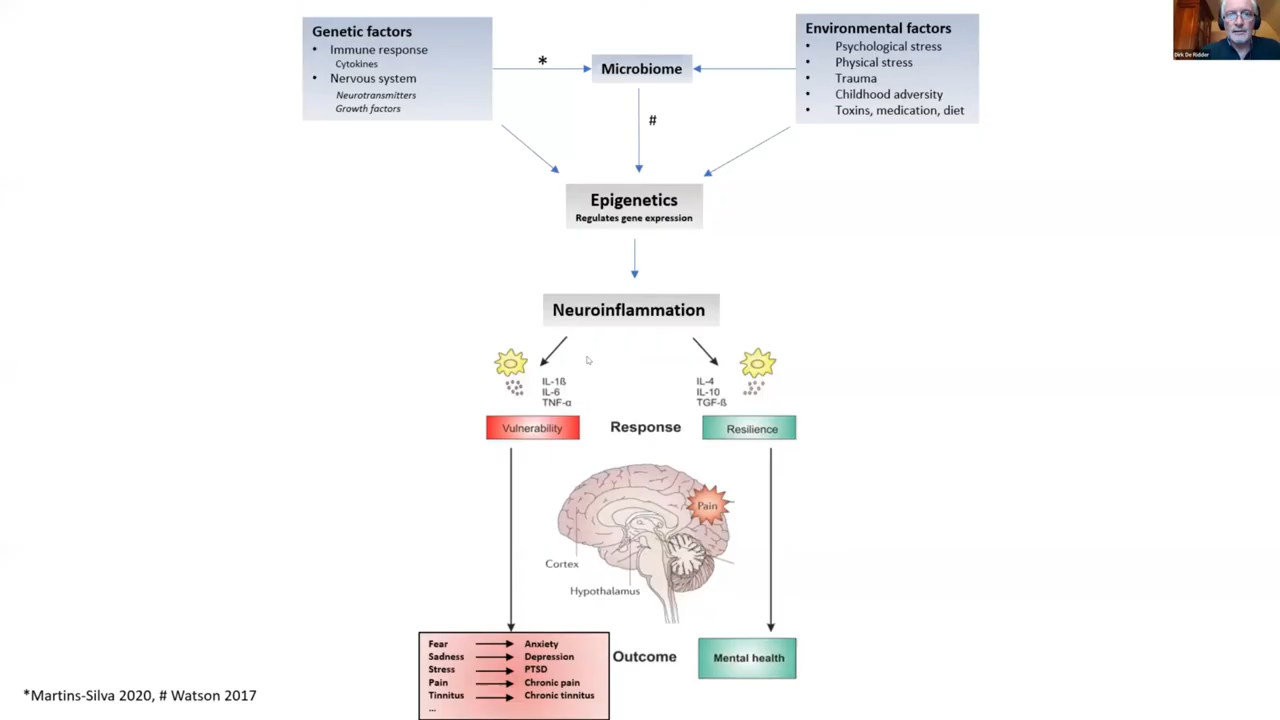 Genetic factors
• Immune response
Cytokines
• Nervous system
Neurotransmitters
Growth factors
*
Microbiome
#
Environmental factors
• Psychological stress
• Physical stress
• Trauma
• Childhood adversity
• Toxins, medication, diet
Dirk De Ridder
Epigenetics
Regulates gene expression
Neuroinflammation
IL-1ß
IL-6
TNF-α
IL-4
IL-10
TGF-ß
Vulnerability
Response
Resilience
Pain
Cortex
Hypothalamus
Fear Anxiety
Sadness Depression
Stress PTSD
Pain Chronic pain
Tinnitus Chronic tinnitus
...
Outcome
Mental health
*Martins-Silva 2020, # Watson 2017